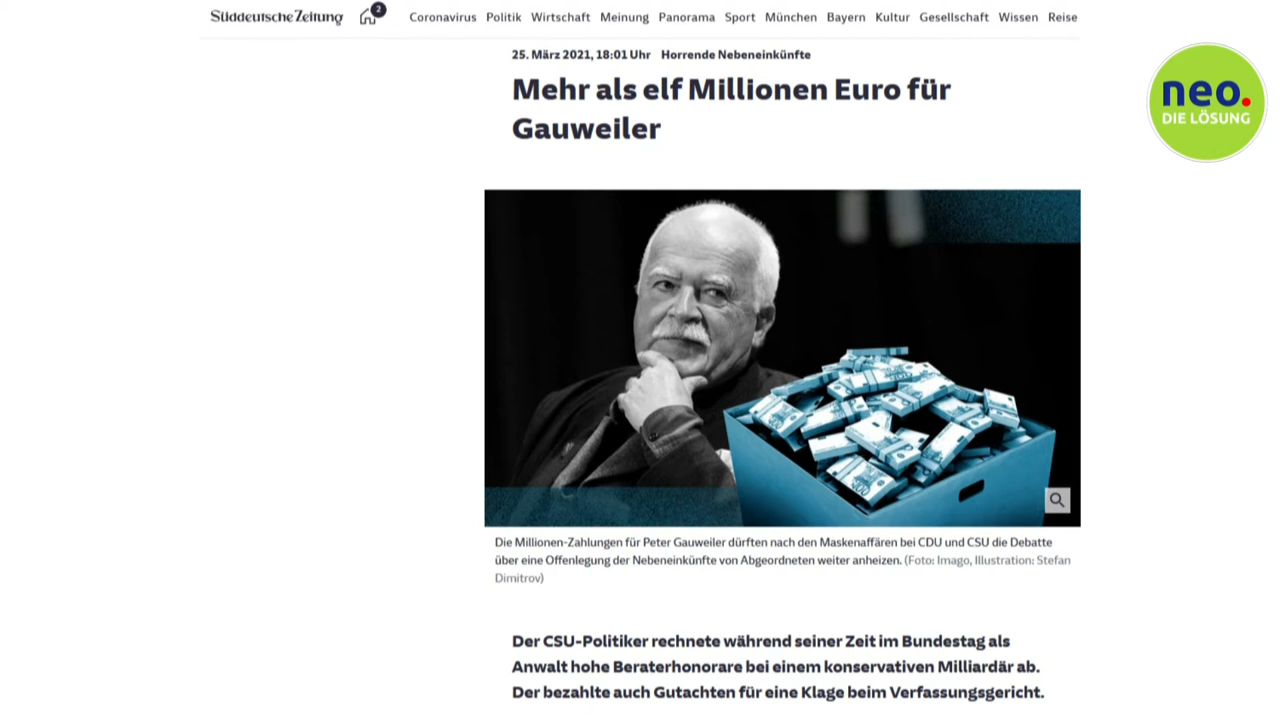 Süddeutsche Zeitung 2 Coronavirus Politik Wirtschaft Meinung Panorama Sport München Bayern Kultur Gesellschaft Wissen Reise
25. März 2021, 18:01 Uhr Horrende Nebeneinkünfte
Mehr als elf Millionen Euro für
Gauweiler
neo.
DIE LÖSUNG
Die Millionen-Zahlungen für Peter Gauweiler dürften nach den Maskenaffären bei CDU und CSU die Debatte
über eine Offenlegung der Nebeneinkünfte von Abgeordneten weiter anheizen. (Foto: Imago, Illustration: Stefan
Dimitrov)
Der CSU-Politiker rechnete während seiner Zeit im Bundestag als
Anwalt hohe Beraterhonorare bei einem konservativen Milliardär ab.
Der bezahlte auch Gutachten für eine Klage beim Verfassungsgericht.